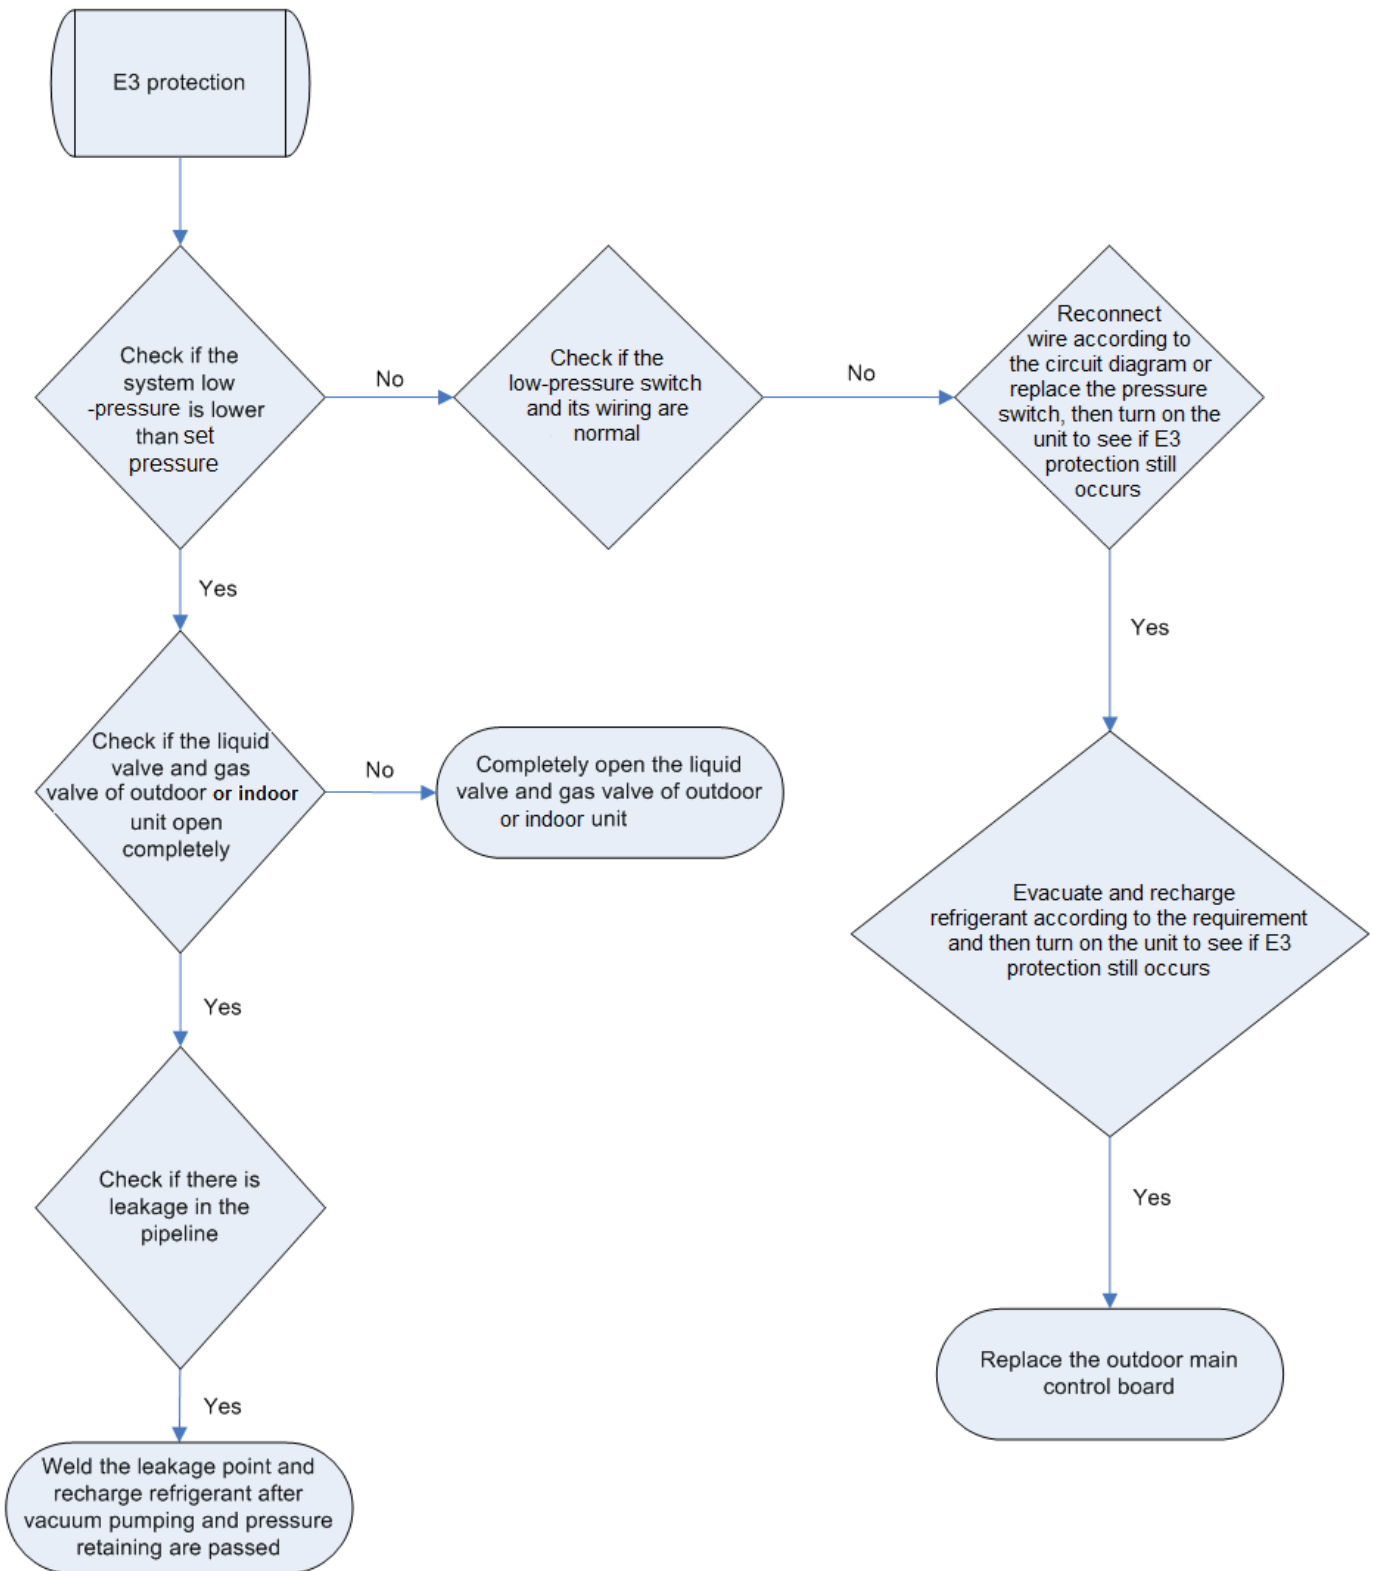 E3 protection
Check if the
system low
-pressure is lower
than set
pressure
No
Check if the
low-pressure switch
and its wiring are
normal
No
Reconnect
wire according to
the circuit diagram or
replace the pressure
switch, then turn on the
unit to see if E3
protection still
occurs
Yes
Yes
Check if the liquid
valve and gas
valve of outdoor or indoor
unit open
completely
No
Completely open the liquid
valve and gas valve of outdoor
or indoor unit
Evacuate and recharge
refrigerant according to the requirement
and then turn on the unit to see if E3
protection still occurs
Yes
Check if there is
leakage in the
pipeline
Yes
Replace the outdoor main
control board
Yes
Weld the leakage point and
recharge refrigerant after
vacuum pumping and pressure
retaining are passed